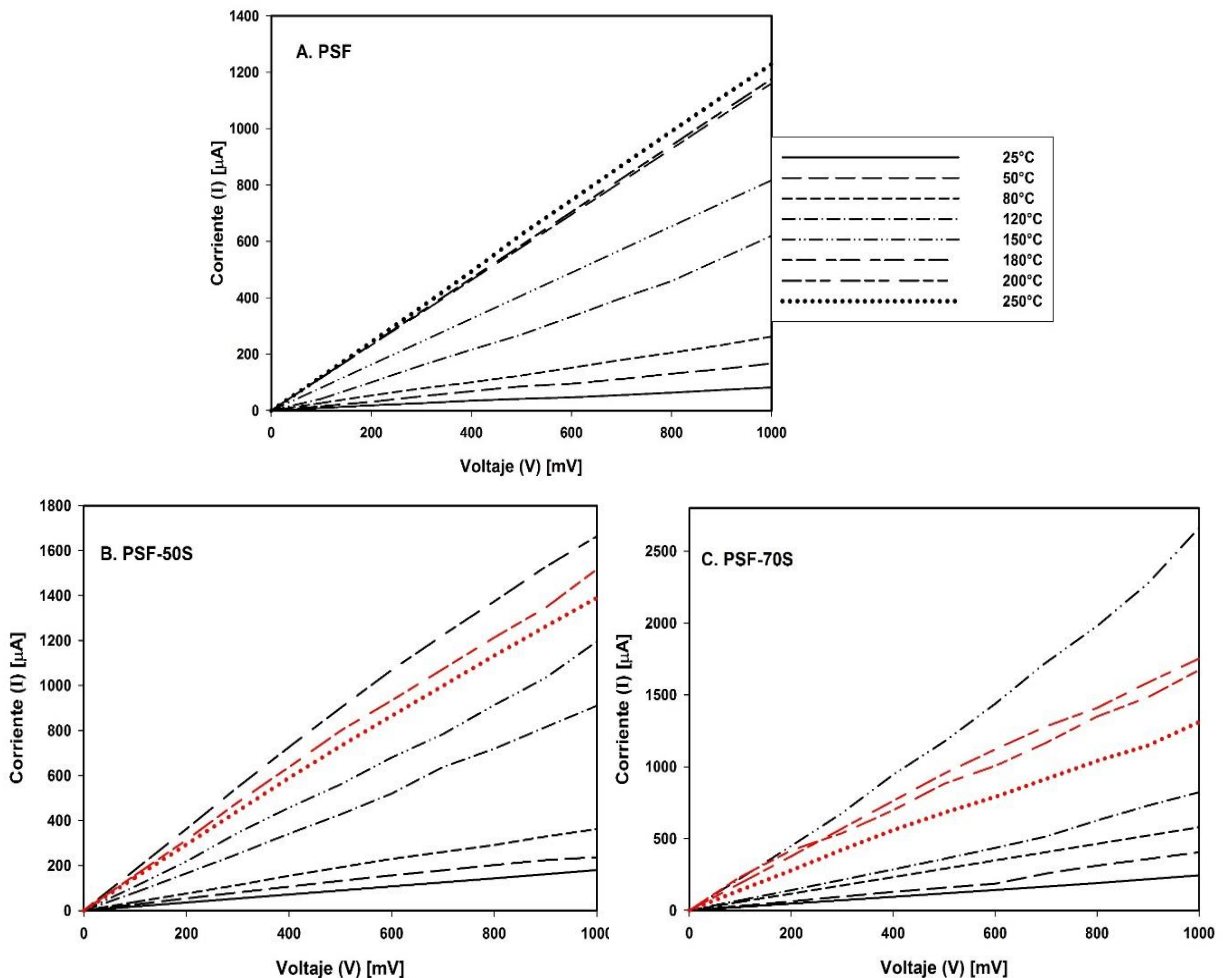 1400
A. PSF
1200
1000
800
600
400
200
0
Corriente (I) [µA]
0 200 400 600 800 1000
Voltaje (V) [mV]
25°C
50°C
80°C
120°C
150°C
180°C
200°C
250°C
1800
B. PSF-50S
1600
1400
1200
1000
800
600
400
200
0
Corriente (I) [µA]
0 200 400 600 800 1000
Voltaje (V) [mV]
C. PSF-70S
2500
2000
1500
1000
500
0
Corriente (I) [µA]
0 200 400 600 800 1000
Voltaje (V) [mV]